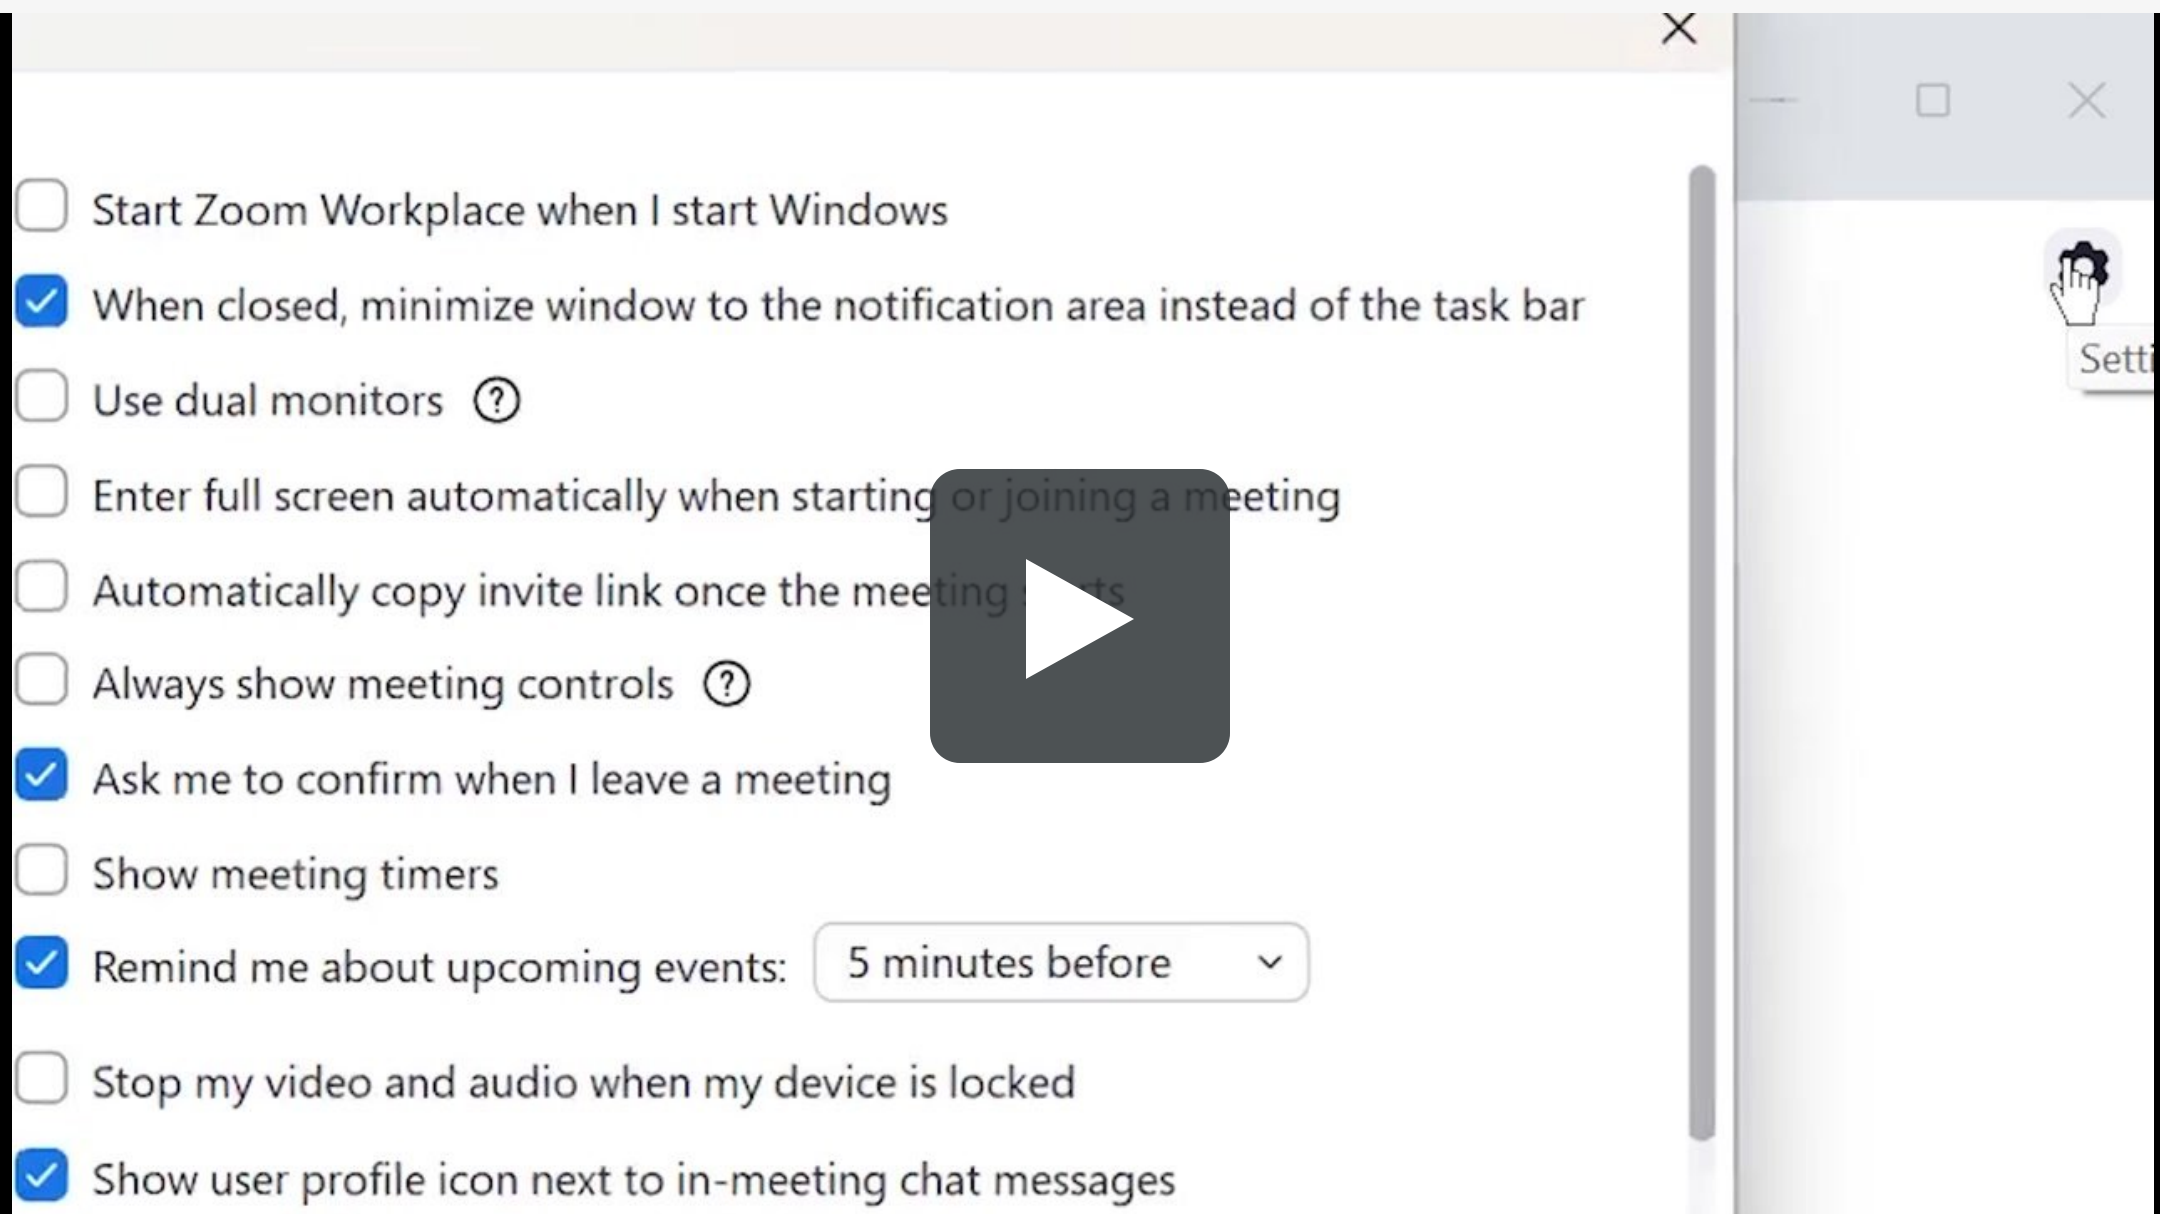 Start Zoom Workplace when I start Windows
When closed, minimize window to the notification area instead of the task bar
Setti
Use dual monitors ?
Enter full screen automatically when starting or joining a meeting
Automatically copy invite link once the meeting starts
Always show meeting controls ?
Ask me to confirm when I leave a meeting
Show meeting timers
Remind me about upcoming events: 5 minutes before
Stop my video and audio when my device is locked
Show user profile icon next to in-meeting chat messages